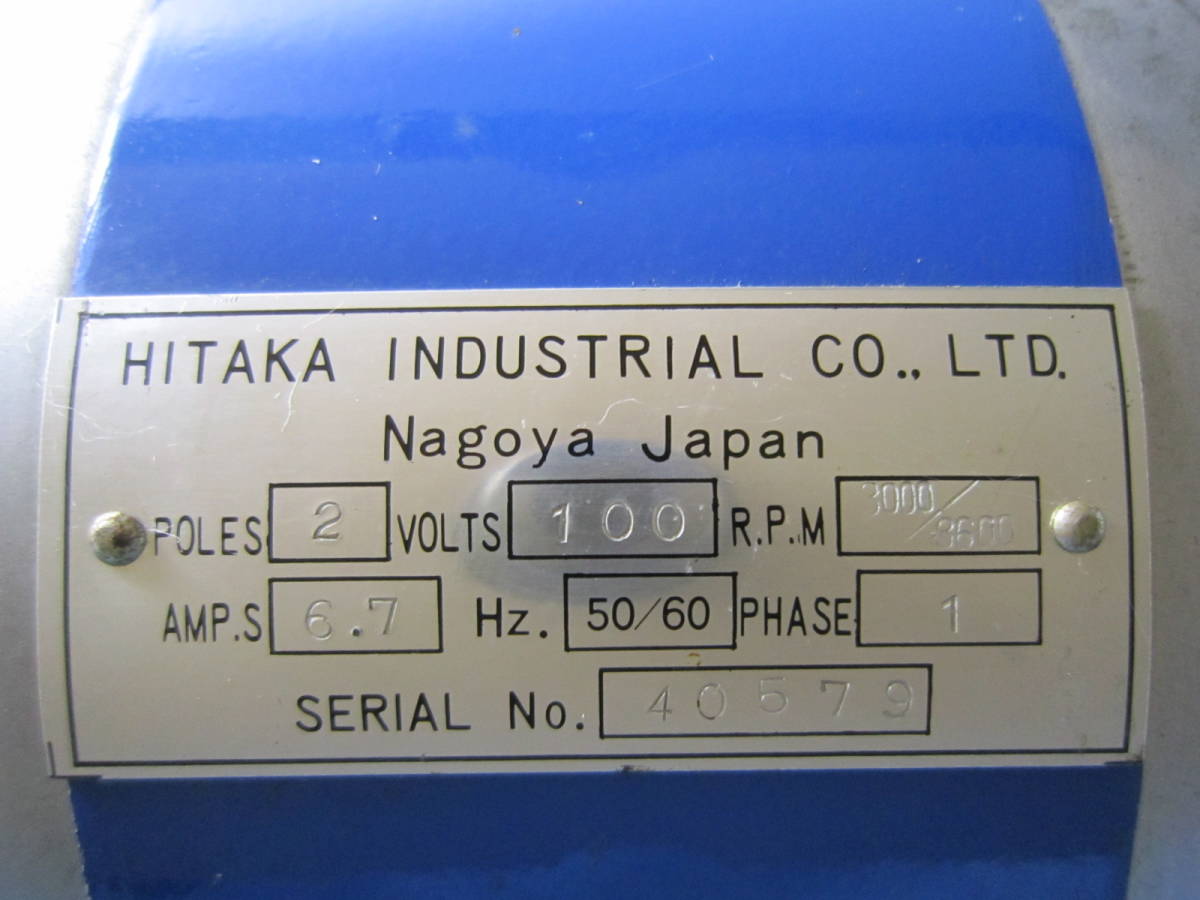 HITAKA INDUSTRIAL CO., LTD.
Nagoya Japan
POLES 2 VOLTS 100 R.P.M 3000/3600
AMP.S 6.7 Hz. 50/60 PHASE 1
SERIAL No. 40579